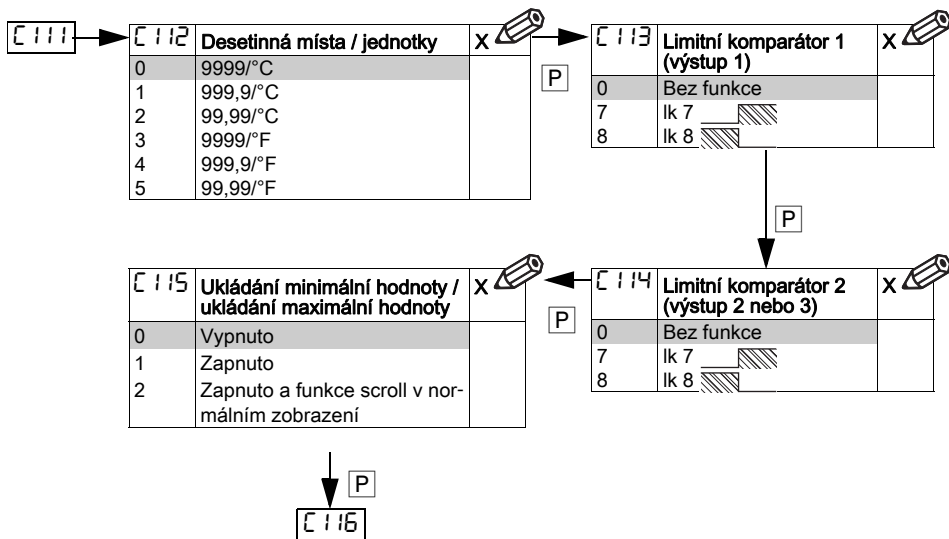 C111
C112 Desetinná místa / jednotky x
0 9999/°C
1 999,9/°C
2 99,99/°C
3 9999/°F
4 999,9/°F
5 99,99/°F
P
C113 Limitní komparátor 1
(výstup 1) x
0 Bez funkce
7 lk 7
8 lk 8
P
C114 Limitní komparátor 2
(výstup 2 nebo 3) x
0 Bez funkce
7 lk 7
8 lk 8
P
C115 Ukládání minimální hodnoty /
ukládání maximální hodnoty x
0 Vypnuto
1 Zapnuto
2 Zapnuto a funkce scroll v nor-
málním zobrazení
P
C116